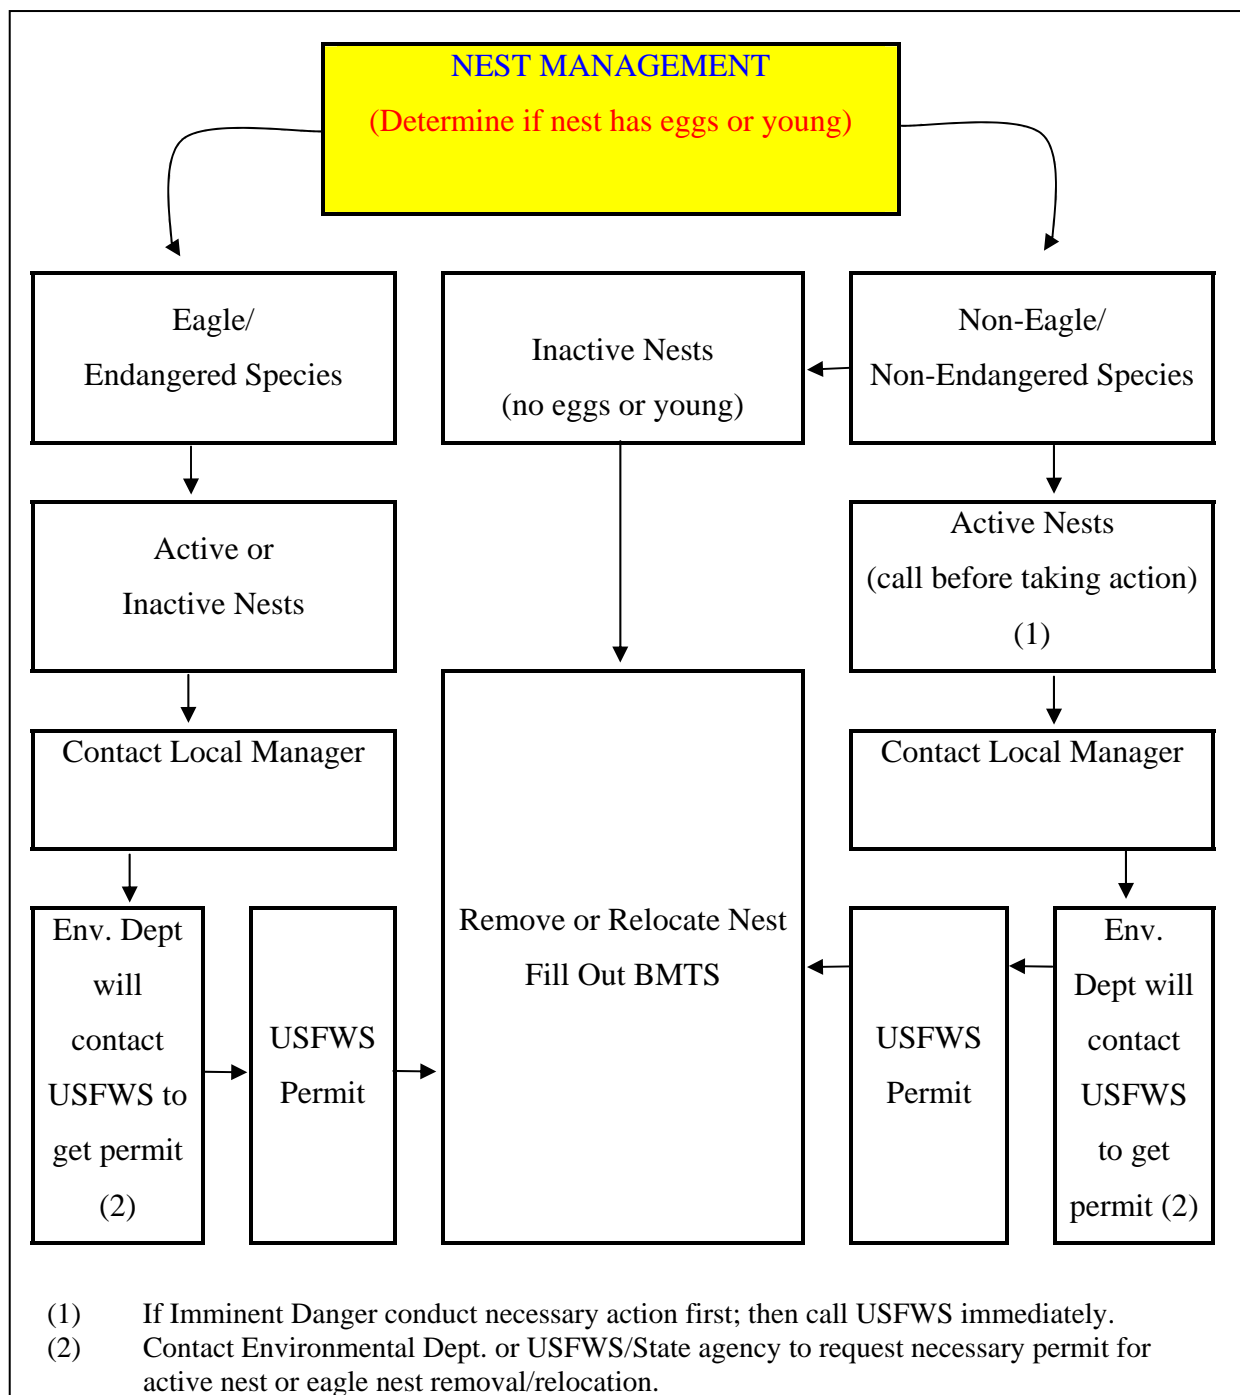 NEST MANAGEMENT
(Determine if nest has eggs or young)
Eagle/
Endangered Species
Inactive Nests
(no eggs or young)
Non-Eagle/
Non-Endangered Species
Active or
Inactive Nests
Active Nests
(call before taking action)
(1)
Contact Local Manager
Contact Local Manager
Env. Dept
will
contact
USFWS to
get permit
(2)
USFWS
Permit
Remove or Relocate Nest
Fill Out BMTS
USFWS
Permit
Env.
Dept will
contact
USFWS
to get
permit (2)
(1) If Imminent Danger conduct necessary action first; then call USFWS immediately.
(2) Contact Environmental Dept. or USFWS/State agency to request necessary permit for
active nest or eagle nest removal/relocation.